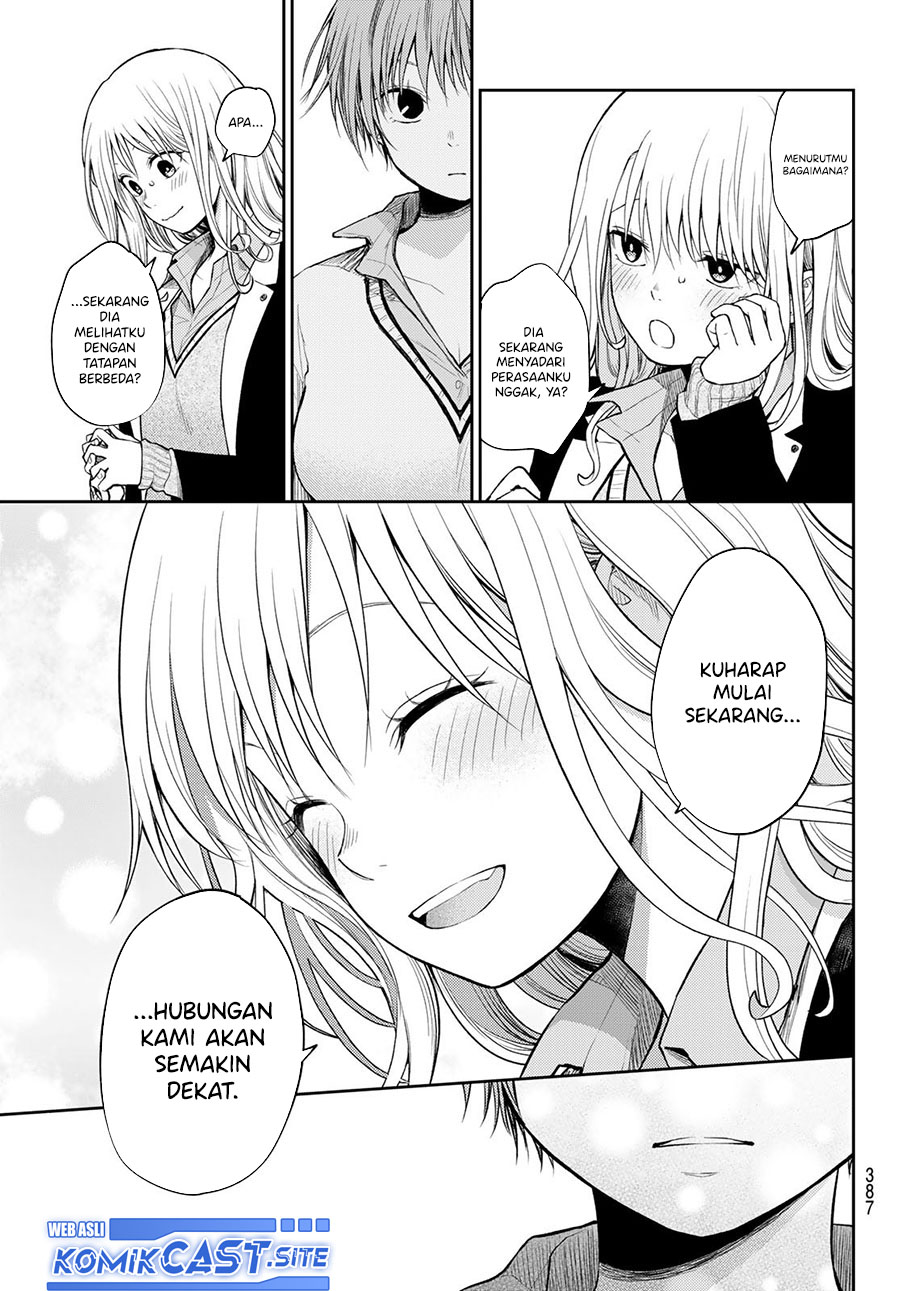 MENURUTMU
BAGAIMANA?
DIA
SEKARANG
MENYADARI
PERASAANKU
NGGAK, YA?
APA...
...SEKARANG
DIA
MELIHATKU
DENGAN
TATAPAN
BERBEDA?
KUHARAP
MULAI
SEKARANG...
...HUBUNGAN
KAMI AKAN
SEMAKIN
DEKAT.
387
WEB ASLI
KOMIKCAST.SITE